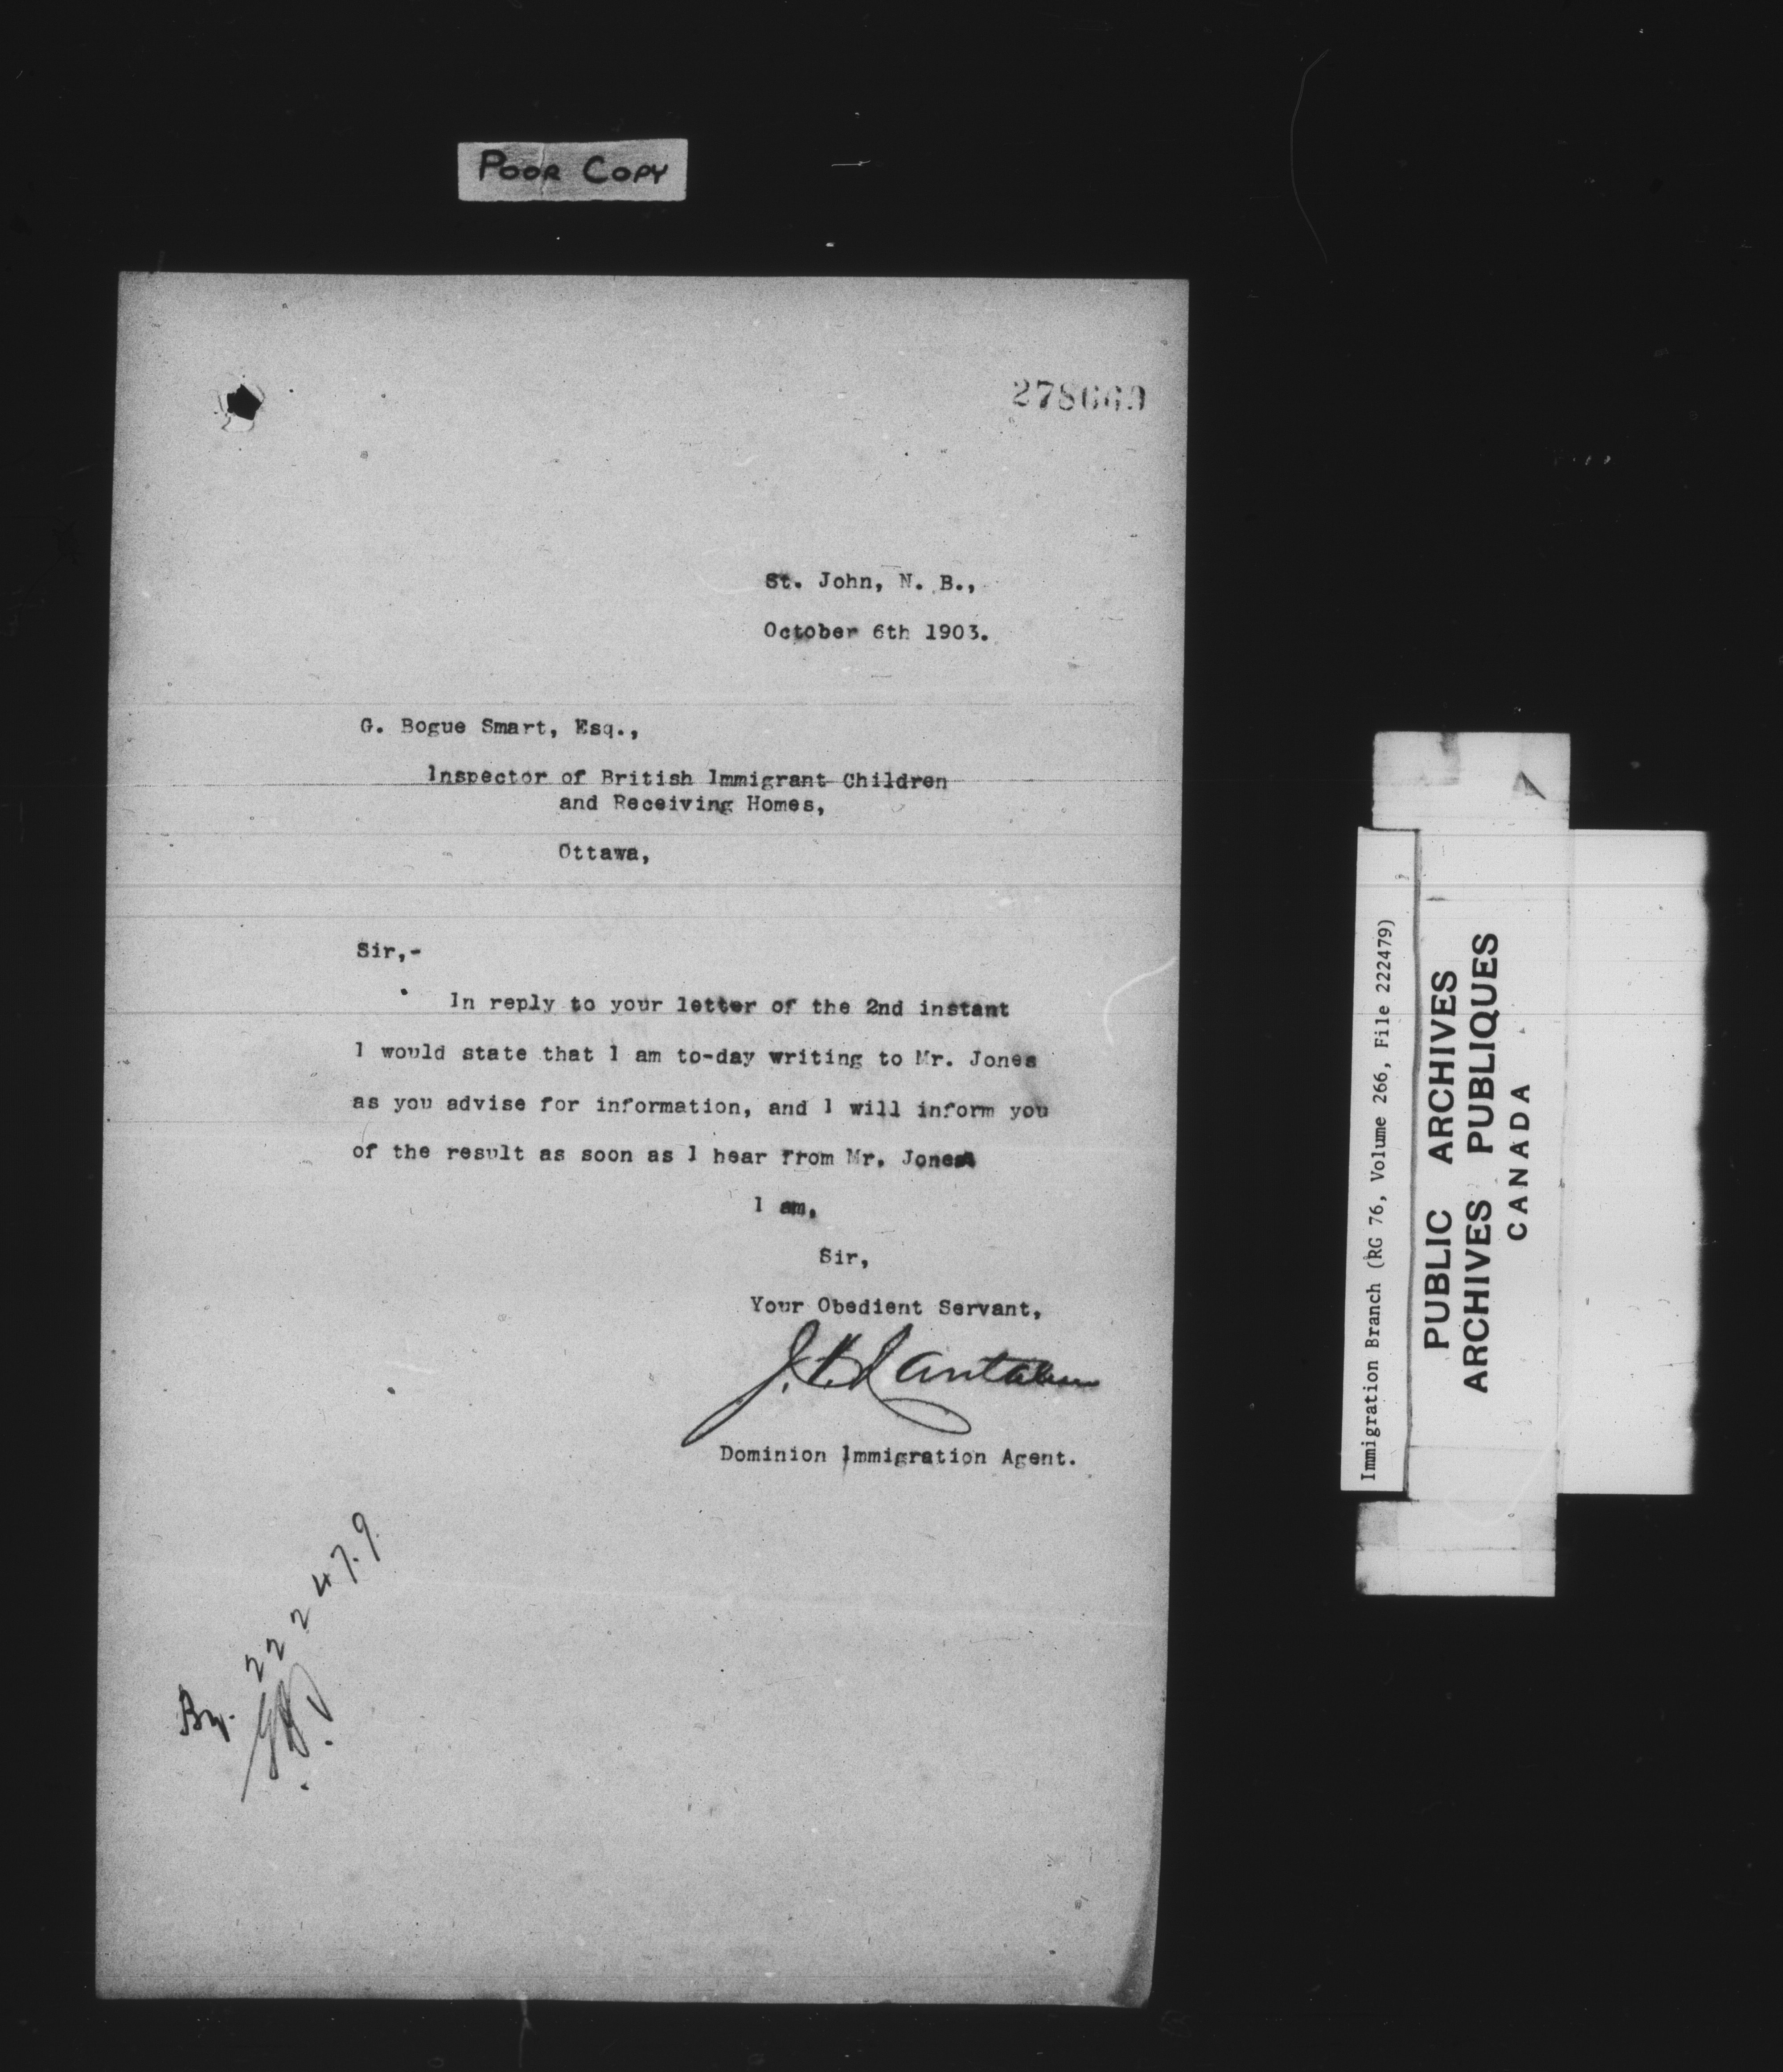 POOR COPY
278669
St. John, N. B.,
October 6th 1903.
G. Bogue Smart, Esq.,
Inspector of British Immigrant Children
and Receiving Homes,
Ottawa,
Sir,-
In reply to your letter of the 2nd instant
I would state that I am to-day writing to Mr. Jones
as you advise for information, and I will inform you
of the result as soon as I hear from Mr. Jones
I am,
Sir,
Your Obedient Servant,
Dominion Immigration Agent.
222479
Immigration Branch (RG 76, Volume 266, File 222479)
PUBLIC ARCHIVES
ARCHIVES PUBLIQUES
CANADA